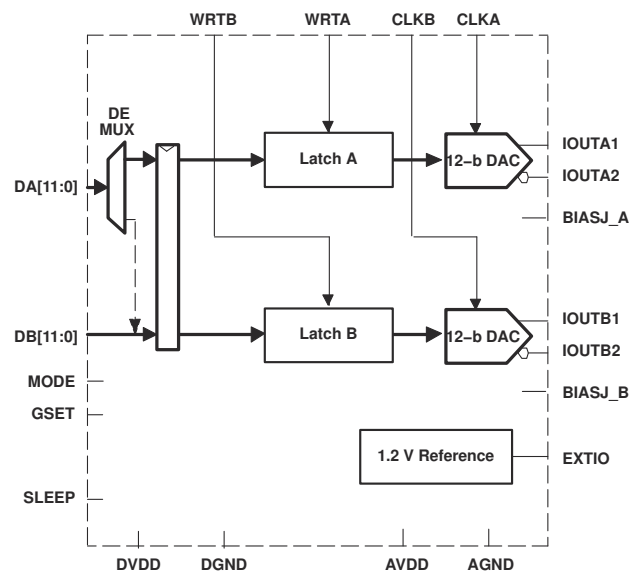 WRTB WRTA CLKB CLKA
DE
MUX
Latch A
12–b DAC
IOUTA1
IOUTA2
DA[11:0]
BIASJ_A
DB[11:0]
Latch B
12–b DAC
IOUTB1
IOUTB2
MODE
BIASJ_B
GSET
1.2 V Reference
EXTIO
SLEEP
DVDD DGND AVDD AGND